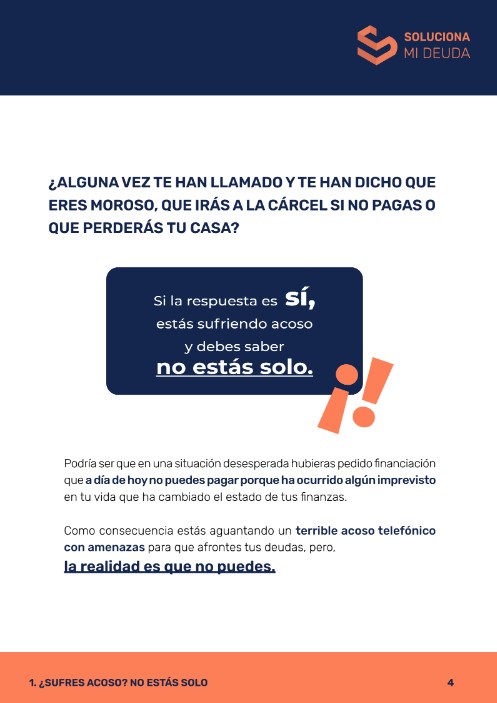 SOLUCIONA
MI DEUDA
¿ALGUNA VEZ TE HAN LLAMADO Y TE HAN DICHO QUE
ERES MOROSO, QUE IRÁS A LA CÁRCEL SI NO PAGAS O
QUE PERDERÁS TU CASA?
Si la respuesta es sí,
estás sufriendo acoso
y debes saber
no estás solo.
¡!
Podría ser que en una situación desesperada hubieras pedido financiación
que a día de hoy no puedes pagar porque ha ocurrido algún imprevisto
en tu vida que ha cambiado el estado de tus finanzas.
Como consecuencia estás aguantando un terrible acoso telefónico
con amenazas para que afrontes tus deudas, pero,
la realidad es que no puedes.
1. ¿SUFRES ACOSO? NO ESTÁS SOLO
4